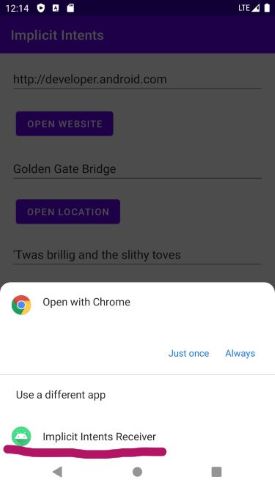 12:14
LTE
Implicit Intents
http://developer.android.com
OPEN WEBSITE
Golden Gate Bridge
OPEN LOCATION
'Twas brillig and the slithy toves
Open with Chrome
Just once Always
Use a different app
Implicit Intents Receiver